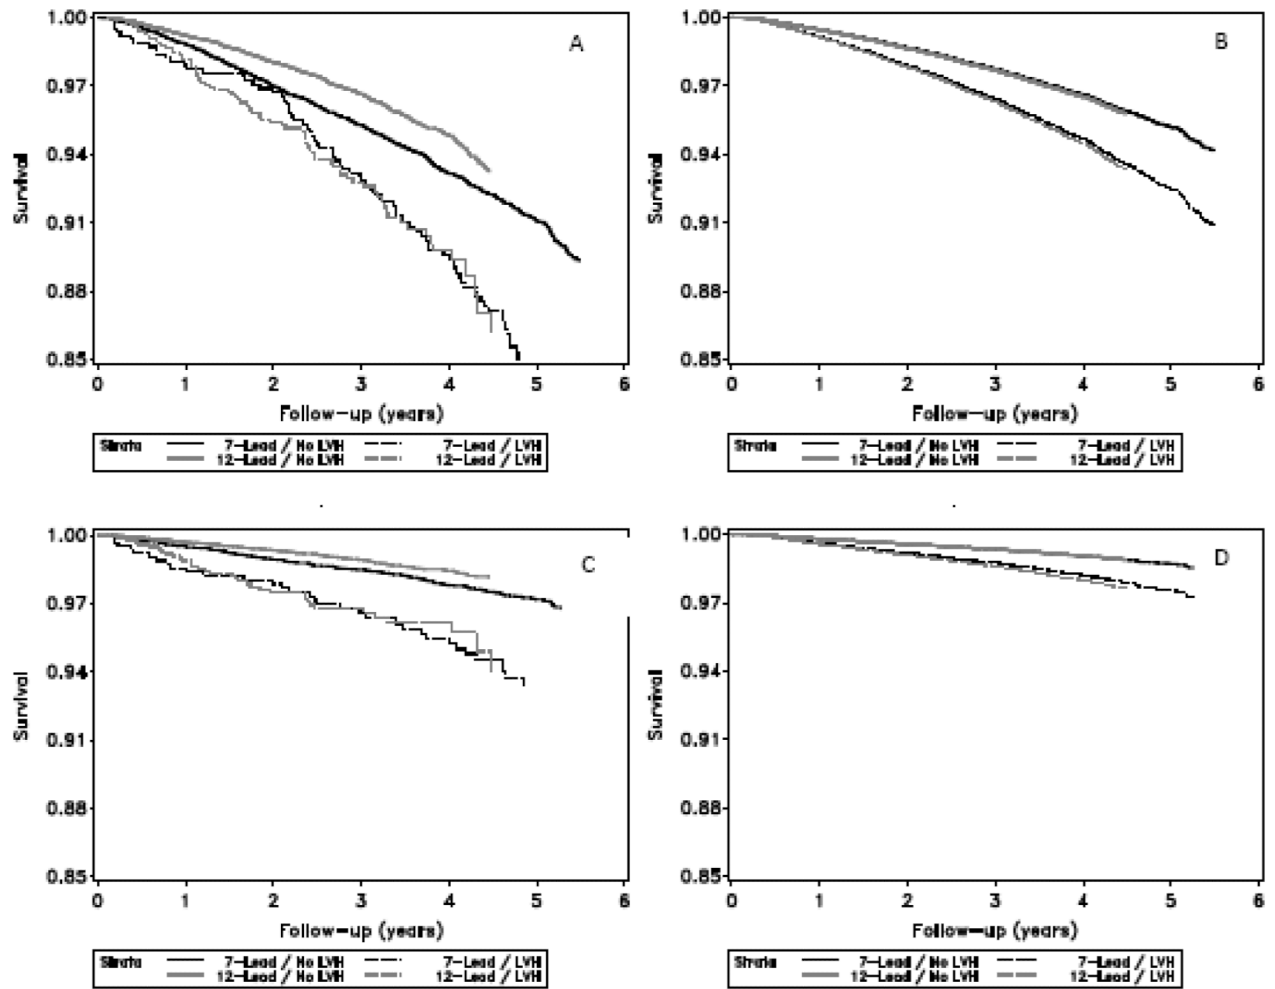 1.00
0.97
0.94
0.91
0.88
0.85
Survival
A
0 1 2 3 4 5 6
Follow-up (years)
Strata 7-Lead / No LVH 7-Lead / LVH
12-Lead / No LVH 12-Lead / LVH
1.00
0.97
0.94
0.91
0.88
0.85
Survival
B
0 1 2 3 4 5 6
Follow-up (years)
Strata 7-Lead / No LVH 7-Lead / LVH
12-Lead / No LVH 12-Lead / LVH
1.00
0.97
0.94
0.91
0.88
0.85
Survival
C
0 1 2 3 4 5 6
Follow-up (years)
Strata 7-Lead / No LVH 7-Lead / LVH
12-Lead / No LVH 12-Lead / LVH
1.00
0.97
0.94
0.91
0.88
0.85
Survival
D
0 1 2 3 4 5 6
Follow-up (years)
Strata 7-Lead / No LVH 7-Lead / LVH
12-Lead / No LVH 12-Lead / LVH